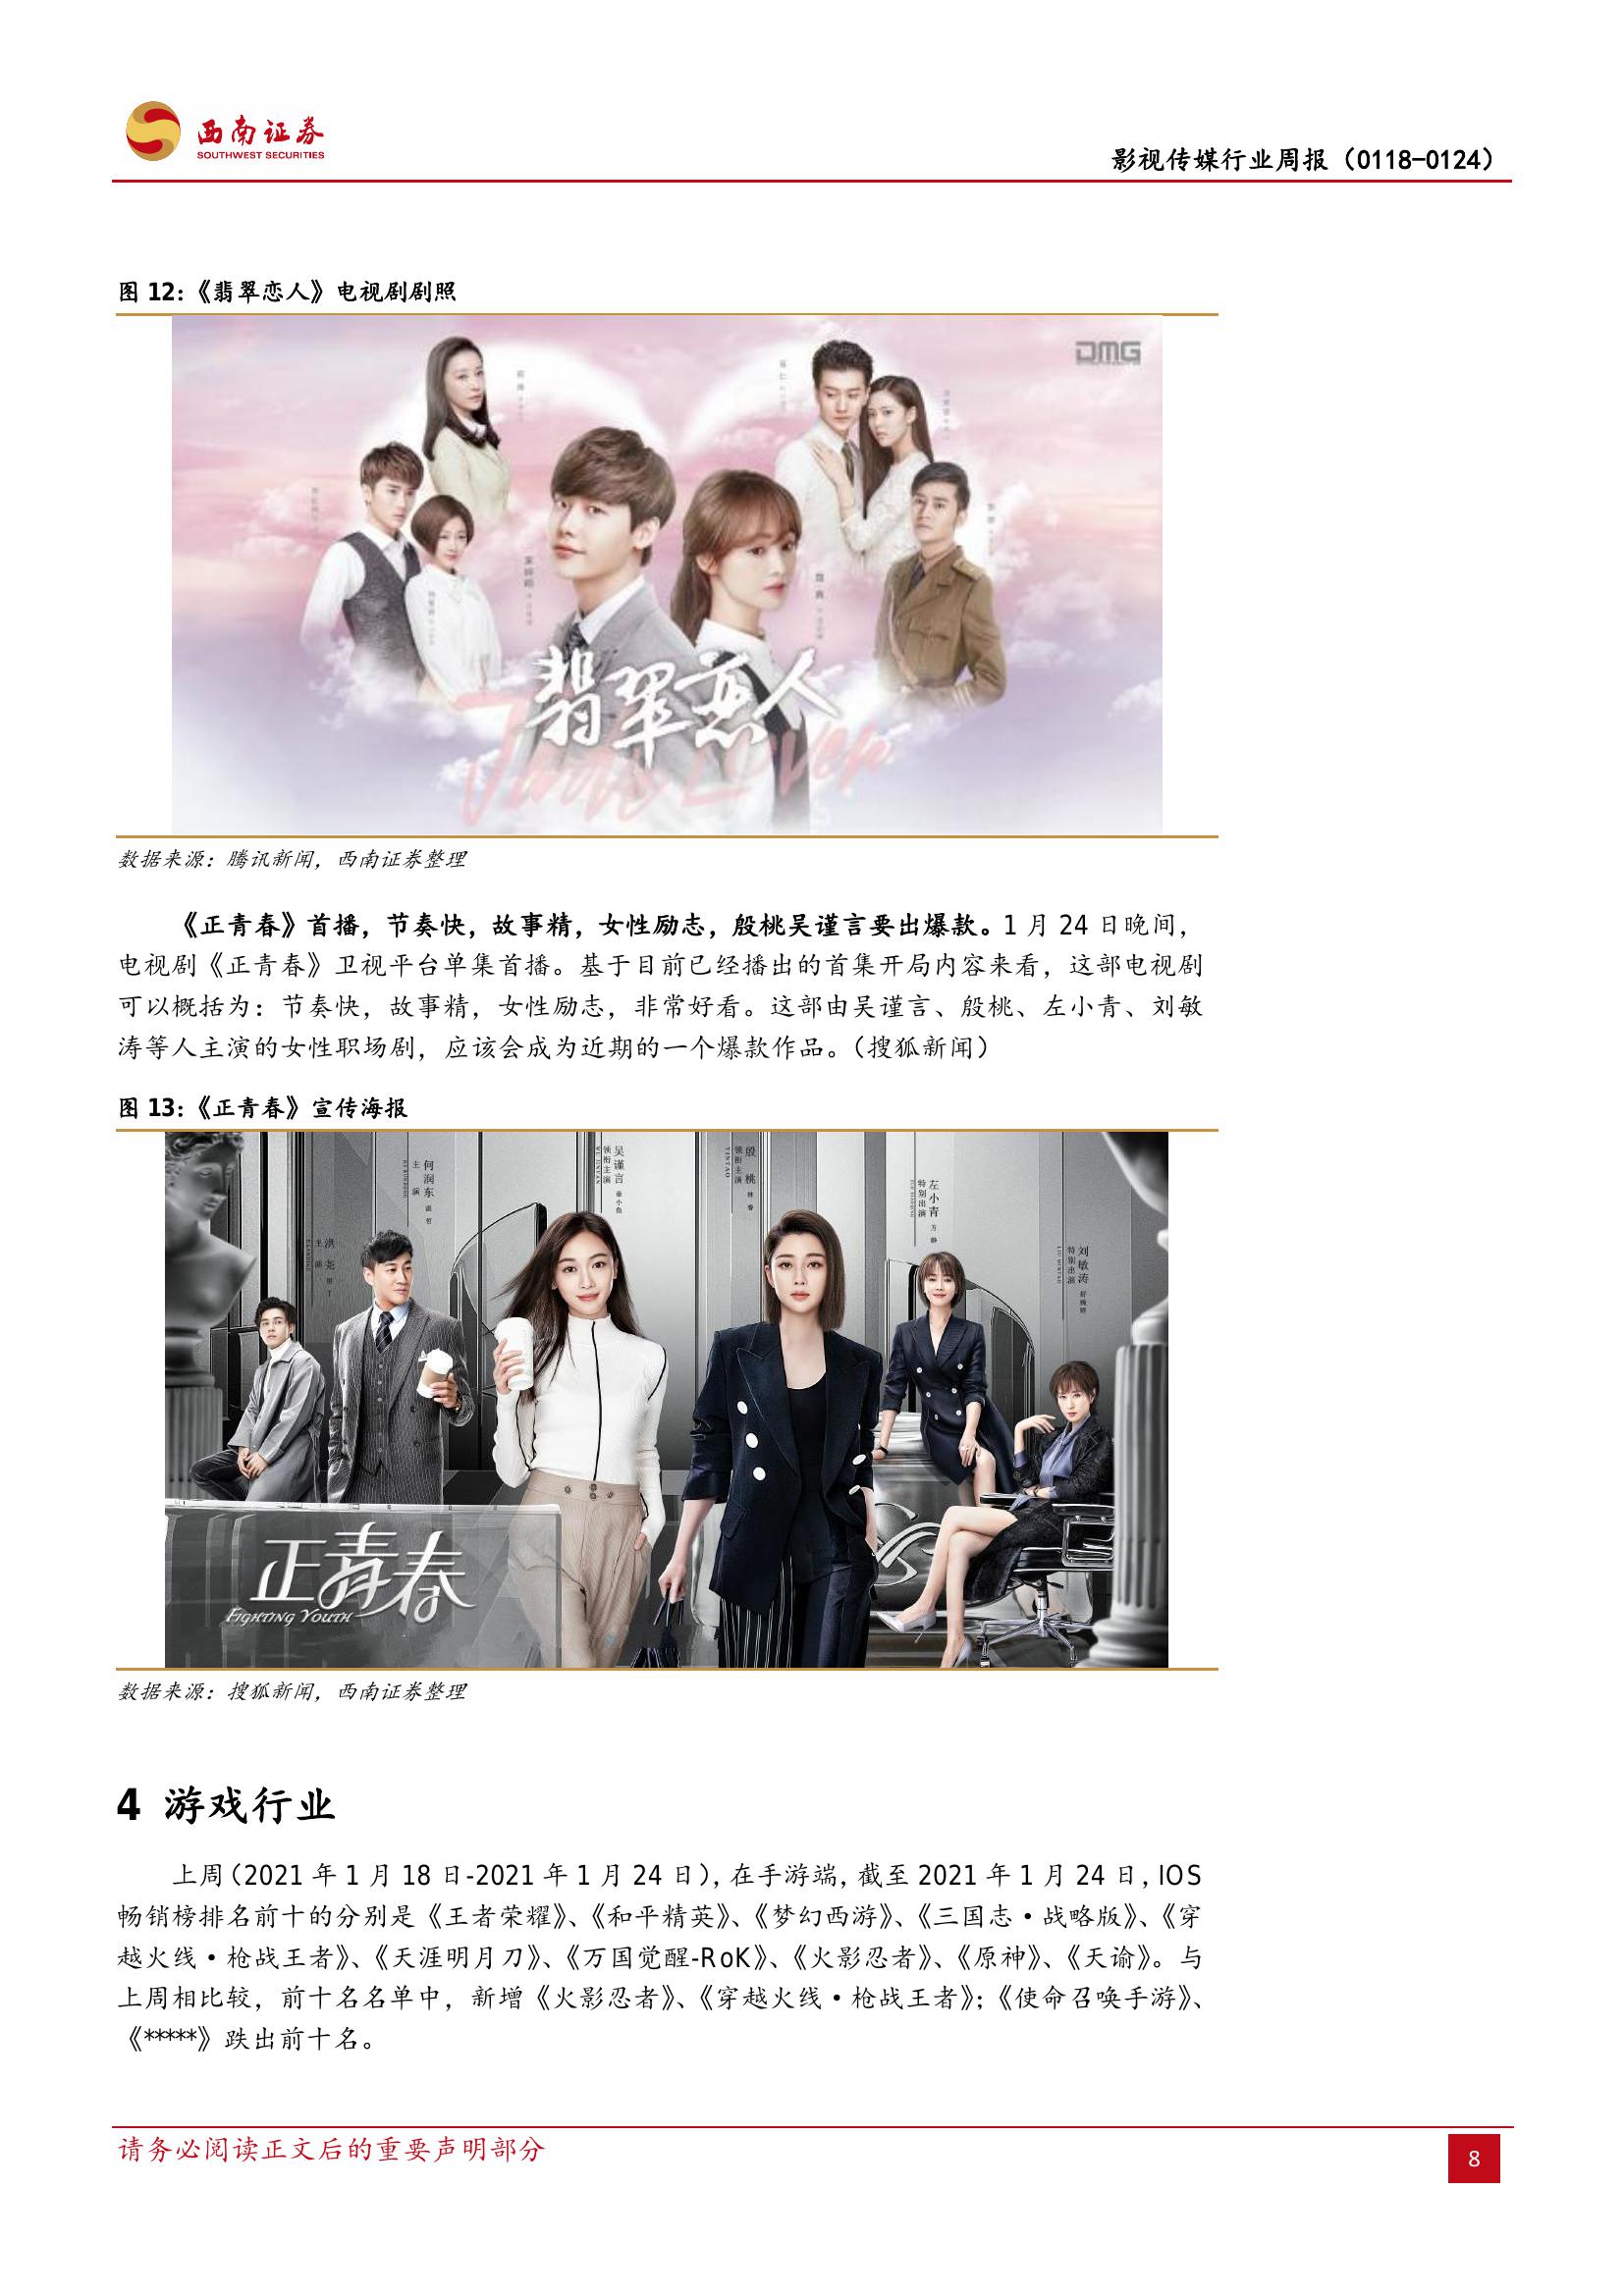 西南证券
SOUTHWEST SECURITIES
影视传媒行业周报（0118-0124）
图 12：《翡翠恋人》电视剧剧照
DMG
翡翠恋人
Jade Lover
数据来源：腾讯新闻，西南证券整理
《正青春》首播，节奏快，故事精，女性励志，殷桃吴谨言要出爆款。1 月 24 日晚间，
电视剧《正青春》卫视平台单集首播。基于目前已经播出的首集开局内容来看，这部电视剧
可以概括为：节奏快，故事精，女性励志，非常好看。这部由吴谨言、殷桃、左小青、刘敏
涛等人主演的女性职场剧，应该会成为近期的一个爆款作品。（搜狐新闻）
图 13：《正青春》宣传海报
洪尧
主演
何润东
主演
吴谨言
领衔主演
章小鱼
殷桃
领衔主演
林春
左小青
特别出演
方静
刘敏涛
特别出演
舒婉婷
正青春
FIGHTING YOUTH
数据来源：搜狐新闻，西南证券整理
4 游戏行业
上周（2021 年 1 月 18 日-2021 年 1 月 24 日），在手游端，截至 2021 年 1 月 24 日，IOS
畅销榜排名前十的分别是《王者荣耀》、《和平精英》、《梦幻西游》、《三国志·战略版》、《穿
越火线·枪战王者》、《天涯明月刀》、《万国觉醒-RoK》、《火影忍者》、《原神》、《天谕》。与
上周相比较，前十名名单中，新增《火影忍者》、《穿越火线·枪战王者》；《使命召唤手游》、
《*****》跌出前十名。
请务必阅读正文后的重要声明部分
8